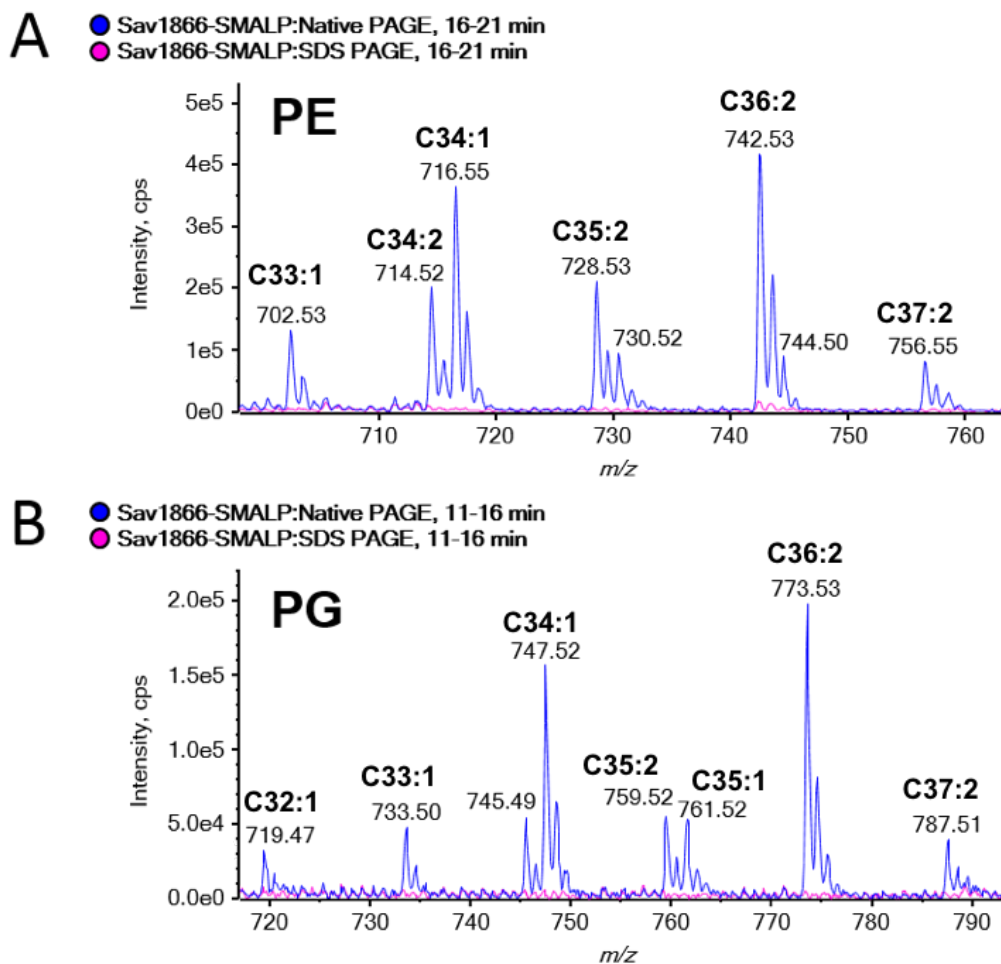 A
Sav1866-SMALP:Native PAGE, 16-21 min
Sav1866-SMALP:SDS PAGE, 16-21 min
PE
Intensity, cps
5e5
4e5
3e5
2e5
1e5
0e0
C33:1
702.53
C34:2
714.52
C34:1
716.55
C35:2
728.53
730.52
C36:2
742.53
744.50
C37:2
756.55
710
720
730
740
750
760
m/z
B
Sav1866-SMALP:Native PAGE, 11-16 min
Sav1866-SMALP:SDS PAGE, 11-16 min
PG
Intensity, cps
2.0e5
1.5e5
1.0e5
5.0e4
0.0e0
C32:1
719.47
C33:1
733.50
745.49
C34:1
747.52
C35:2
759.52
C35:1
761.52
C36:2
773.53
C37:2
787.51
720
730
740
750
760
770
780
790
m/z